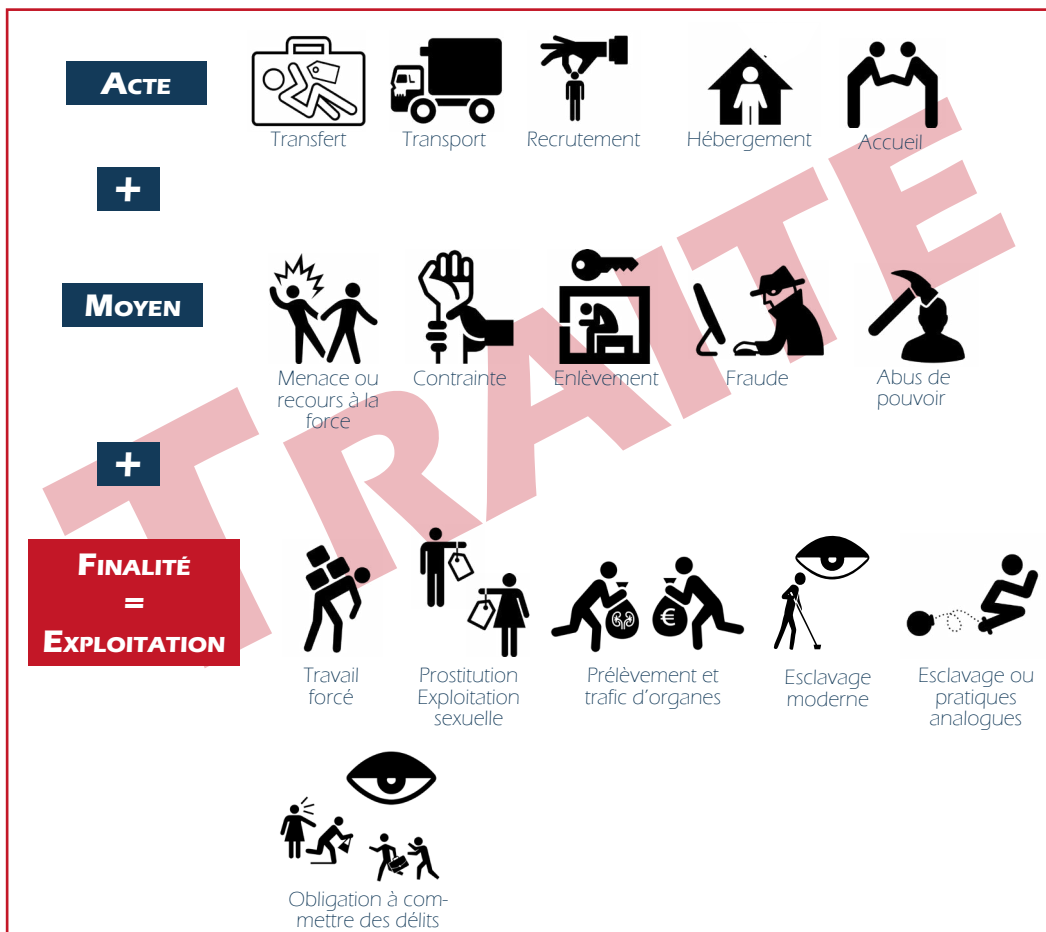 ACTE
Transfert
Transport
Recrutement
Hébergement
Accueil
+
MOYEN
Menace ou
recours à la
force
Contrainte
Enlèvement
Fraude
Abus de
pouvoir
+
FINALITÉ
=
EXPLOITATION
€
Travail
forcé
Prostitution
Exploitation
sexuelle
Prélèvement et
trafic d'organes
Esclavage
moderne
Esclavage ou
pratiques
analogues
Obligation à com-
mettre des délits
TRAITE